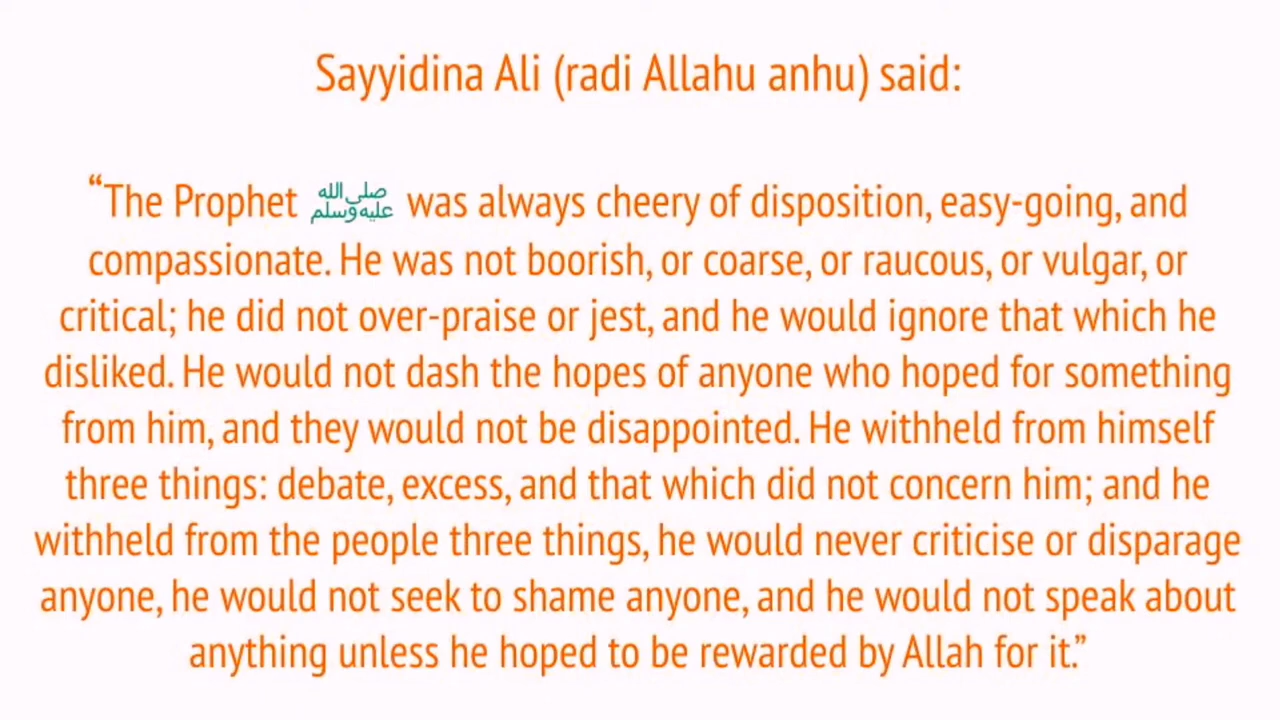 Sayyidina Ali (radi Allahu anhu) said:
“The Prophet صلى الله عليه وسلم was always cheery of disposition, easy-going, and
compassionate. He was not boorish, or coarse, or raucous, or vulgar, or
critical; he did not over-praise or jest, and he would ignore that which he
disliked. He would not dash the hopes of anyone who hoped for something
from him, and they would not be disappointed. He withheld from himself
three things: debate, excess, and that which did not concern him; and he
withheld from the people three things, he would never criticise or disparage
anyone, he would not seek to shame anyone, and he would not speak about
anything unless he hoped to be rewarded by Allah for it.”